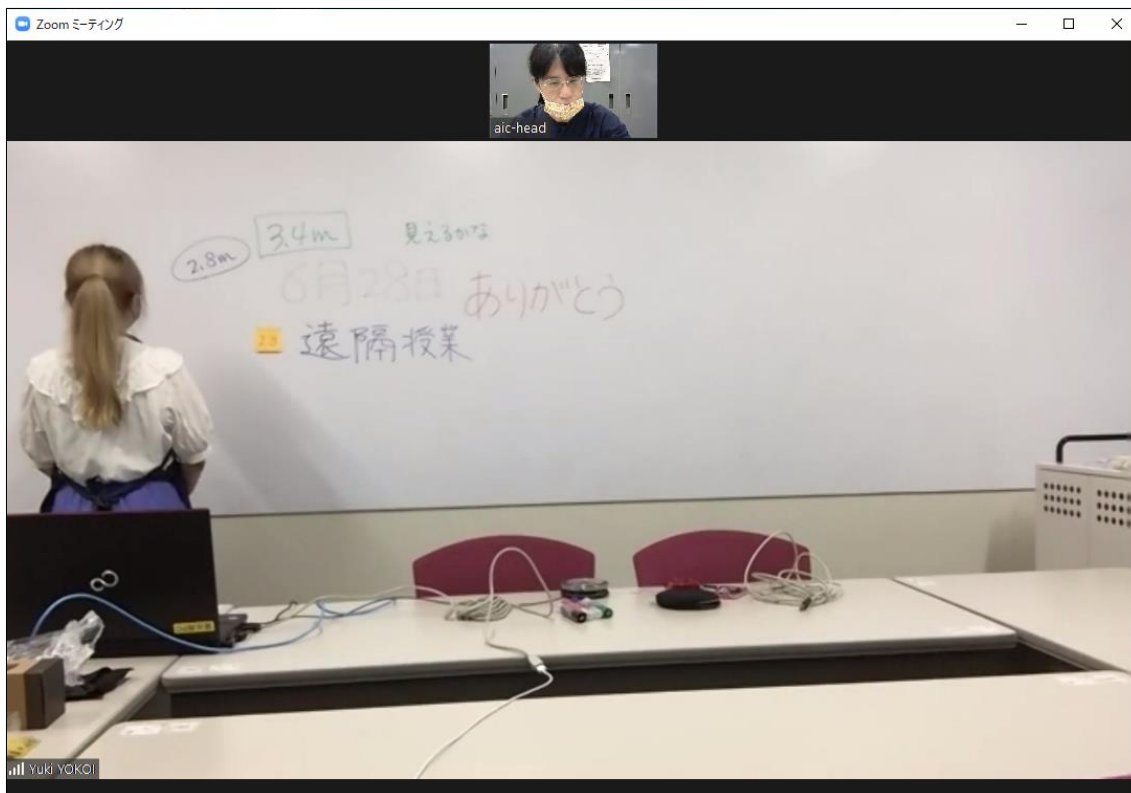 Zoom ミーティング
aic-head
3.4m 見えるかな
2.8m
6月28日 ありがとう
遠隔授業
Yuki YOKOI